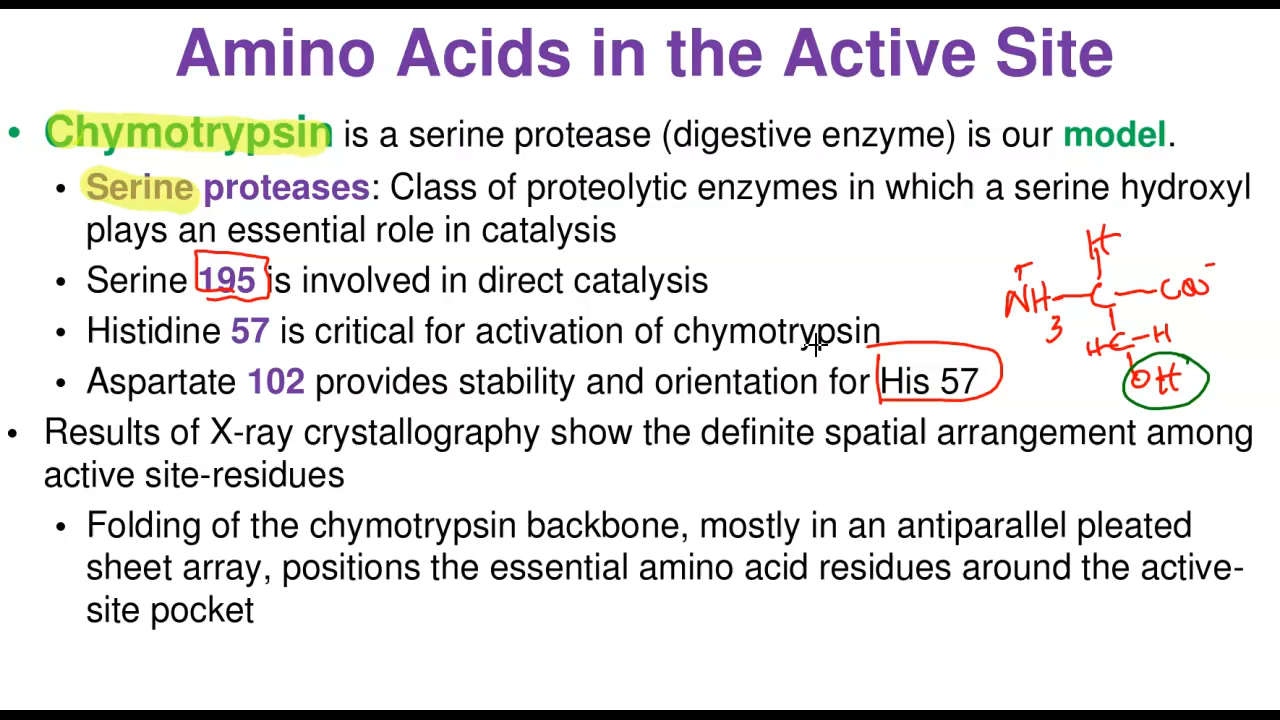 Amino Acids in the Active Site
• Chymotrypsin is a serine protease (digestive enzyme) is our model.
• Serine proteases: Class of proteolytic enzymes in which a serine hydroxyl
plays an essential role in catalysis
• Serine 195 is involved in direct catalysis
• Histidine 57 is critical for activation of chymotrypsin
• Aspartate 102 provides stability and orientation for His 57
• Results of X-ray crystallography show the definite spatial arrangement among
active site-residues
• Folding of the chymotrypsin backbone, mostly in an antiparallel pleated
sheet array, positions the essential amino acid residues around the active-
site pocket
H
NH3 — C — COO⁻
H C — H
OH